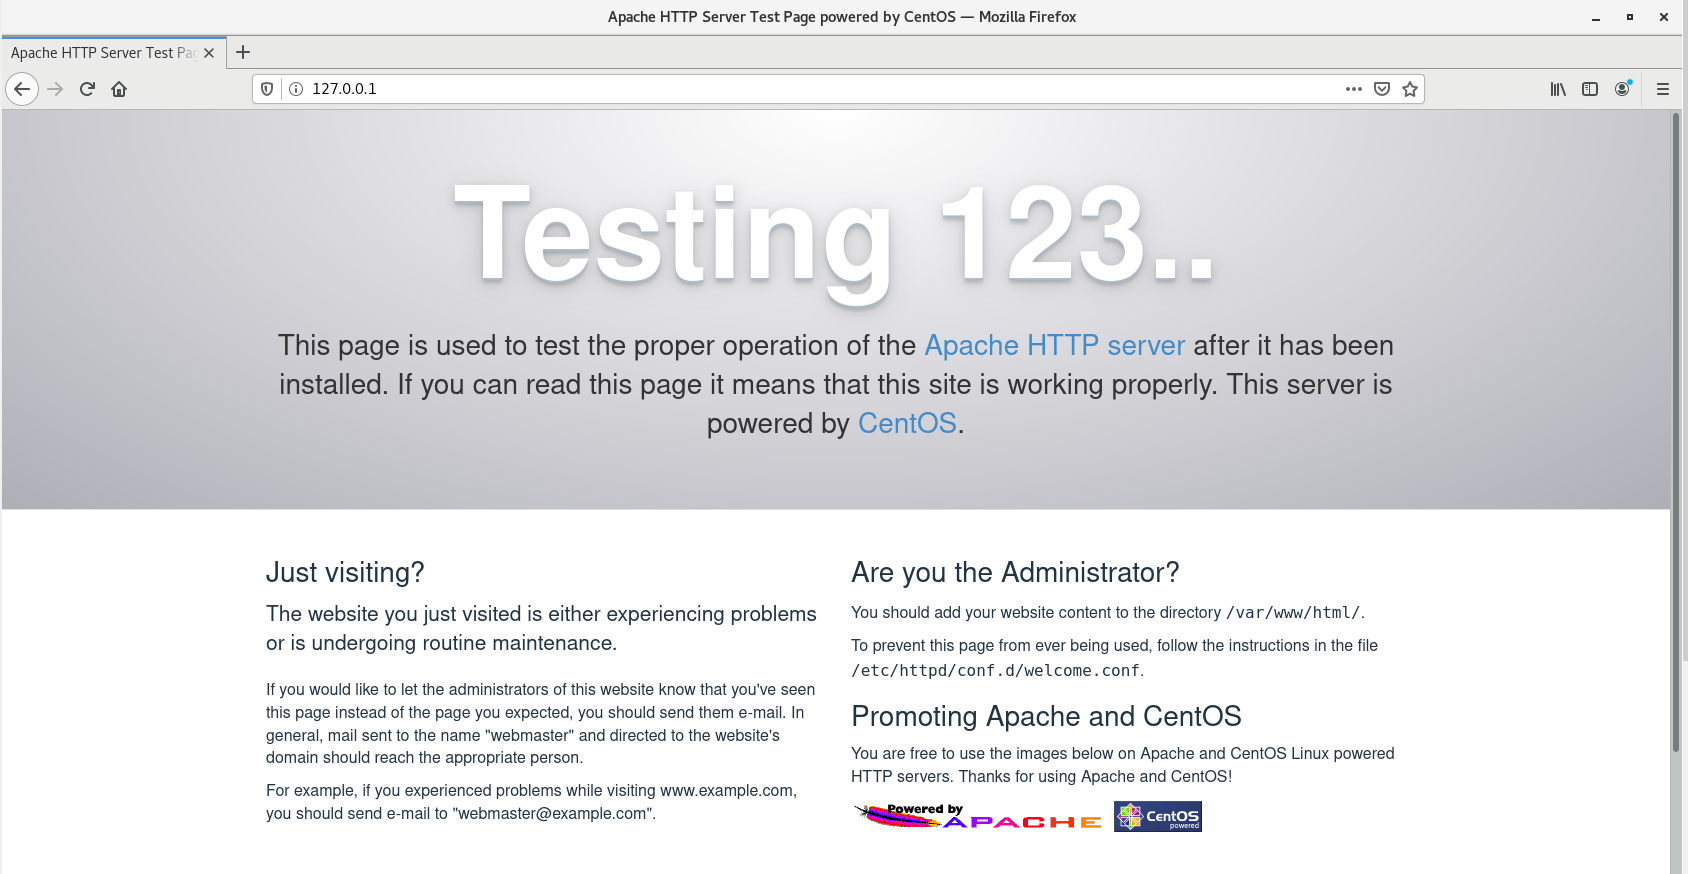 Apache HTTP Server Test Page powered by CentOS — Mozilla Firefox
Apache HTTP Server Test Pa
127.0.0.1
Testing 123..
This page is used to test the proper operation of the Apache HTTP server after it has been
installed. If you can read this page it means that this site is working properly. This server is
powered by CentOS.
Just visiting?
The website you just visited is either experiencing problems
or is undergoing routine maintenance.
If you would like to let the administrators of this website know that you've seen
this page instead of the page you expected, you should send them e-mail. In
general, mail sent to the name "webmaster" and directed to the website's
domain should reach the appropriate person.
For example, if you experienced problems while visiting www.example.com,
you should send e-mail to "webmaster@example.com".
Are you the Administrator?
You should add your website content to the directory /var/www/html/.
To prevent this page from ever being used, follow the instructions in the file
/etc/httpd/conf.d/welcome.conf.
Promoting Apache and CentOS
You are free to use the images below on Apache and CentOS Linux powered
HTTP servers. Thanks for using Apache and CentOS!
Powered by
APACHE
CentOS
powered